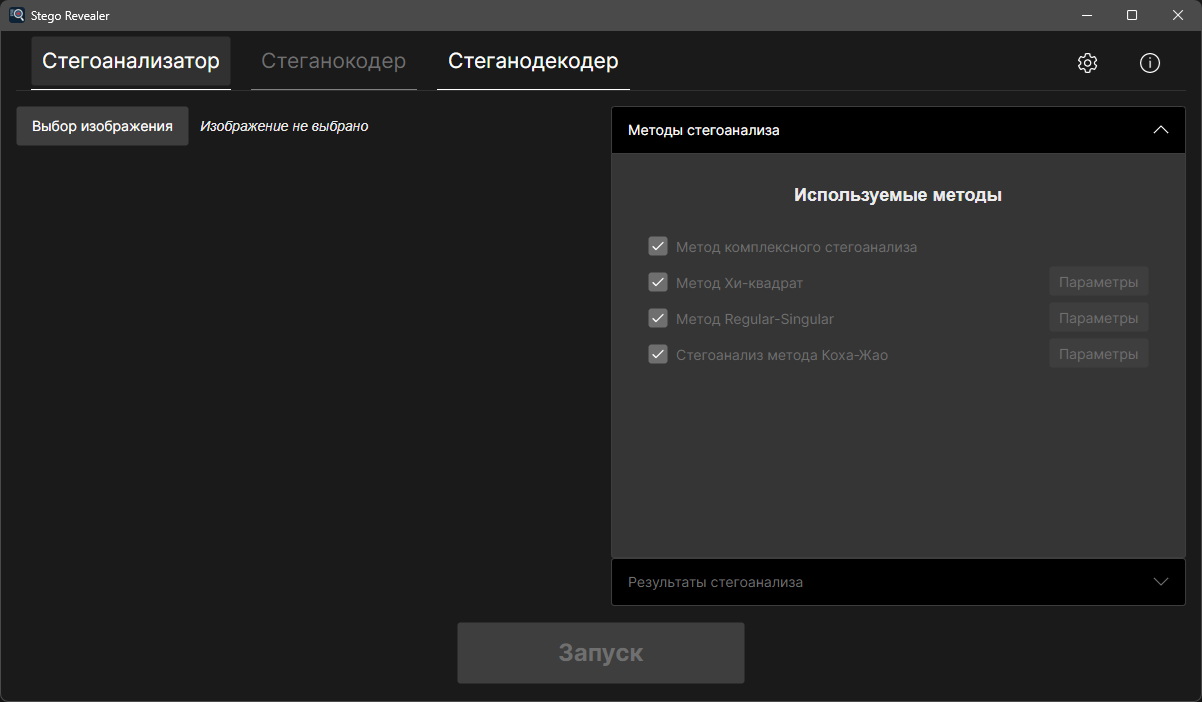 Stego Revealer
Стегоанализатор
Стеганокодер
Стеганодекодер
Выбор изображения
Изображение не выбрано
Методы стегоанализа
Используемые методы
Метод комплексного стегоанализа
Метод Хи-квадрат
Параметры
Метод Regular-Singular
Параметры
Стегоанализ метода Коха-Жао
Параметры
Результаты стегоанализа
Запуск